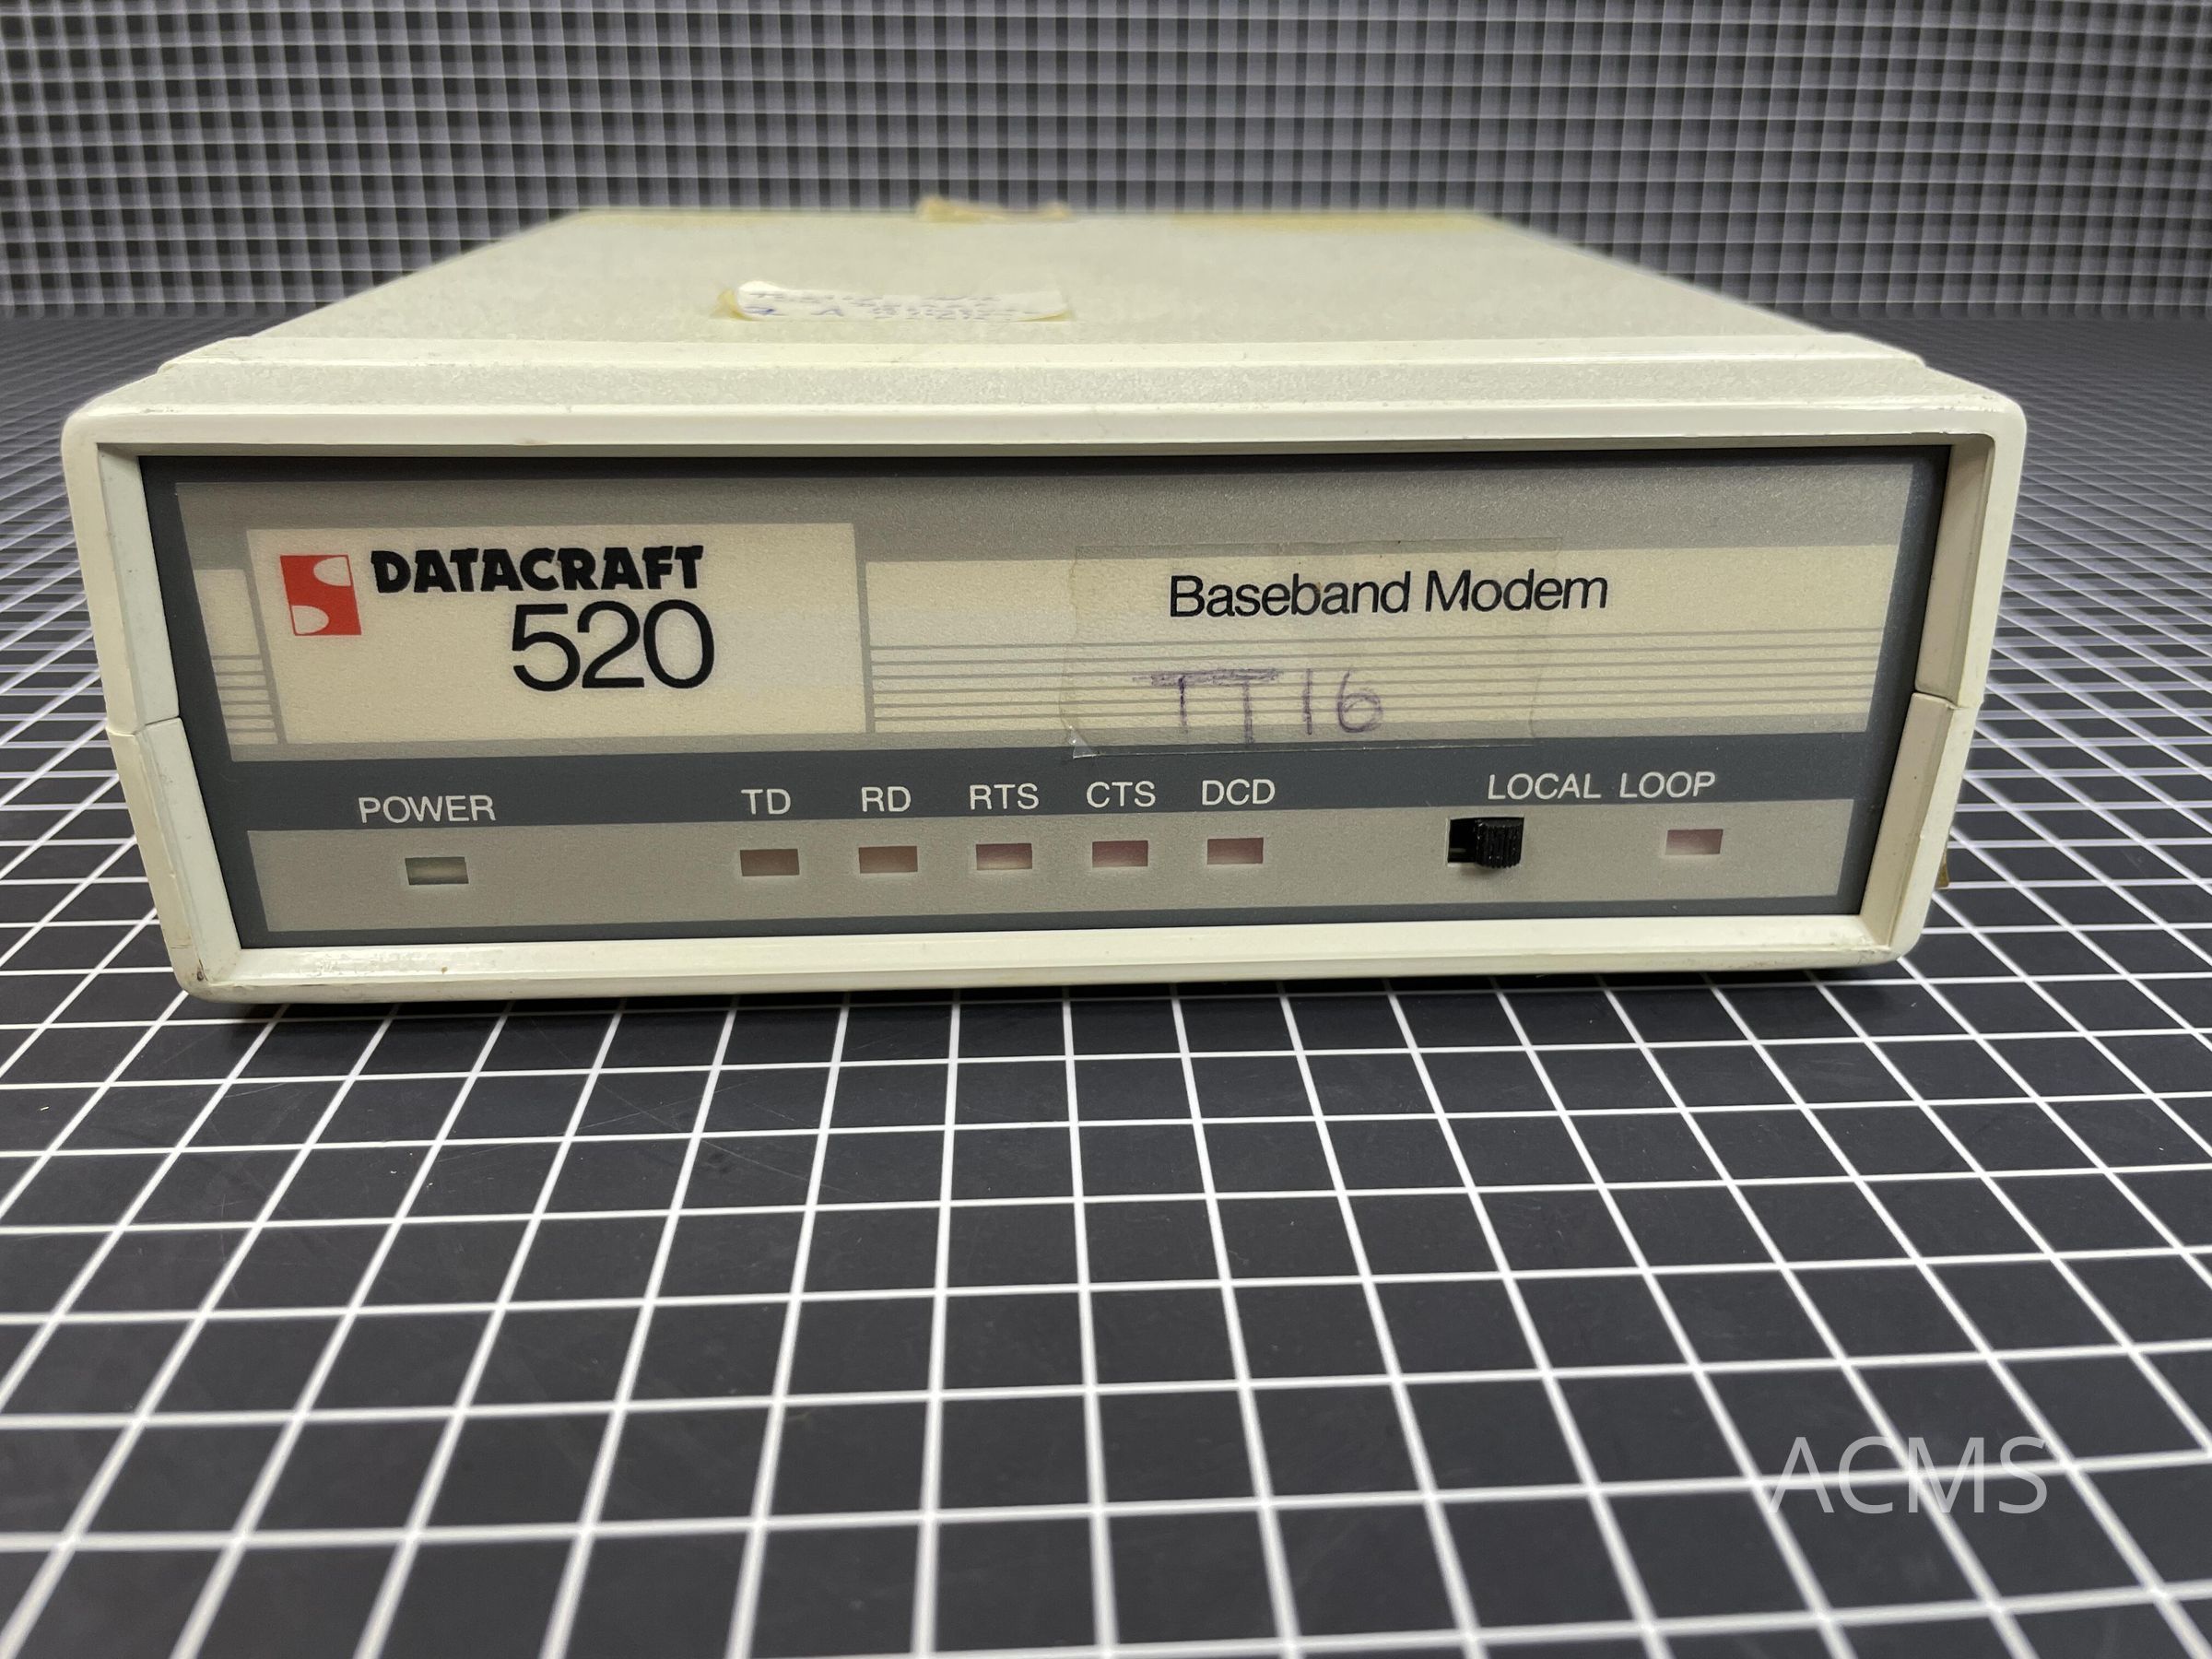 DATACRAFT
520
Baseband Modem
TT16
POWER
TD RD RTS CTS DCD
LOCAL LOOP
ACMS